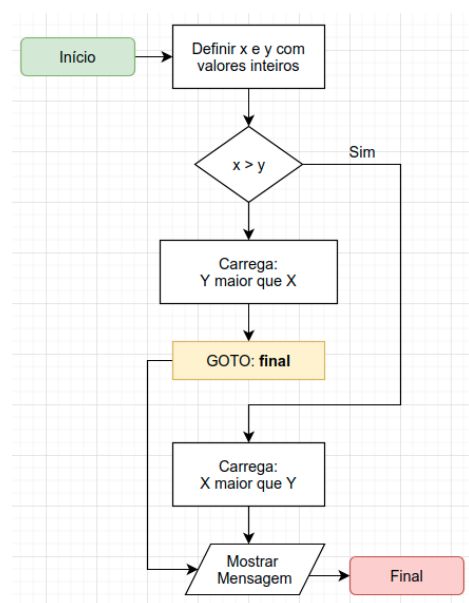 Início
Definir x e y com
valores inteiros
x > y
Sim
Carrega:
Y maior que X
GOTO: final
Carrega:
X maior que Y
Mostrar
Mensagem
Final